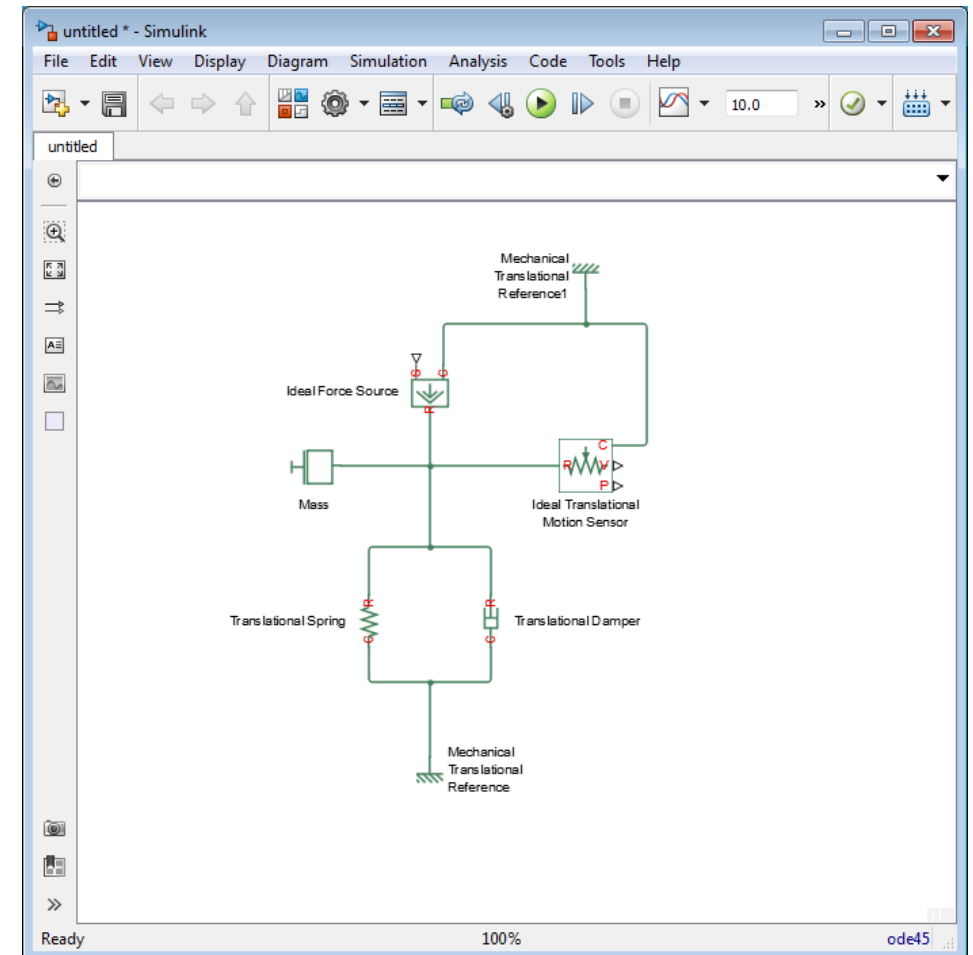 untitled * - Simulink
File Edit View Display Diagram Simulation Analysis Code Tools Help
10.0 »
untitled
Mechanical
Translational
Reference1
S C
Ideal Force Source
R
C
R V
P
Mass
Ideal Translational
Motion Sensor
R R
Translational Spring Translational Damper
C C
Mechanical
Translational
Reference
Ready 100% ode45